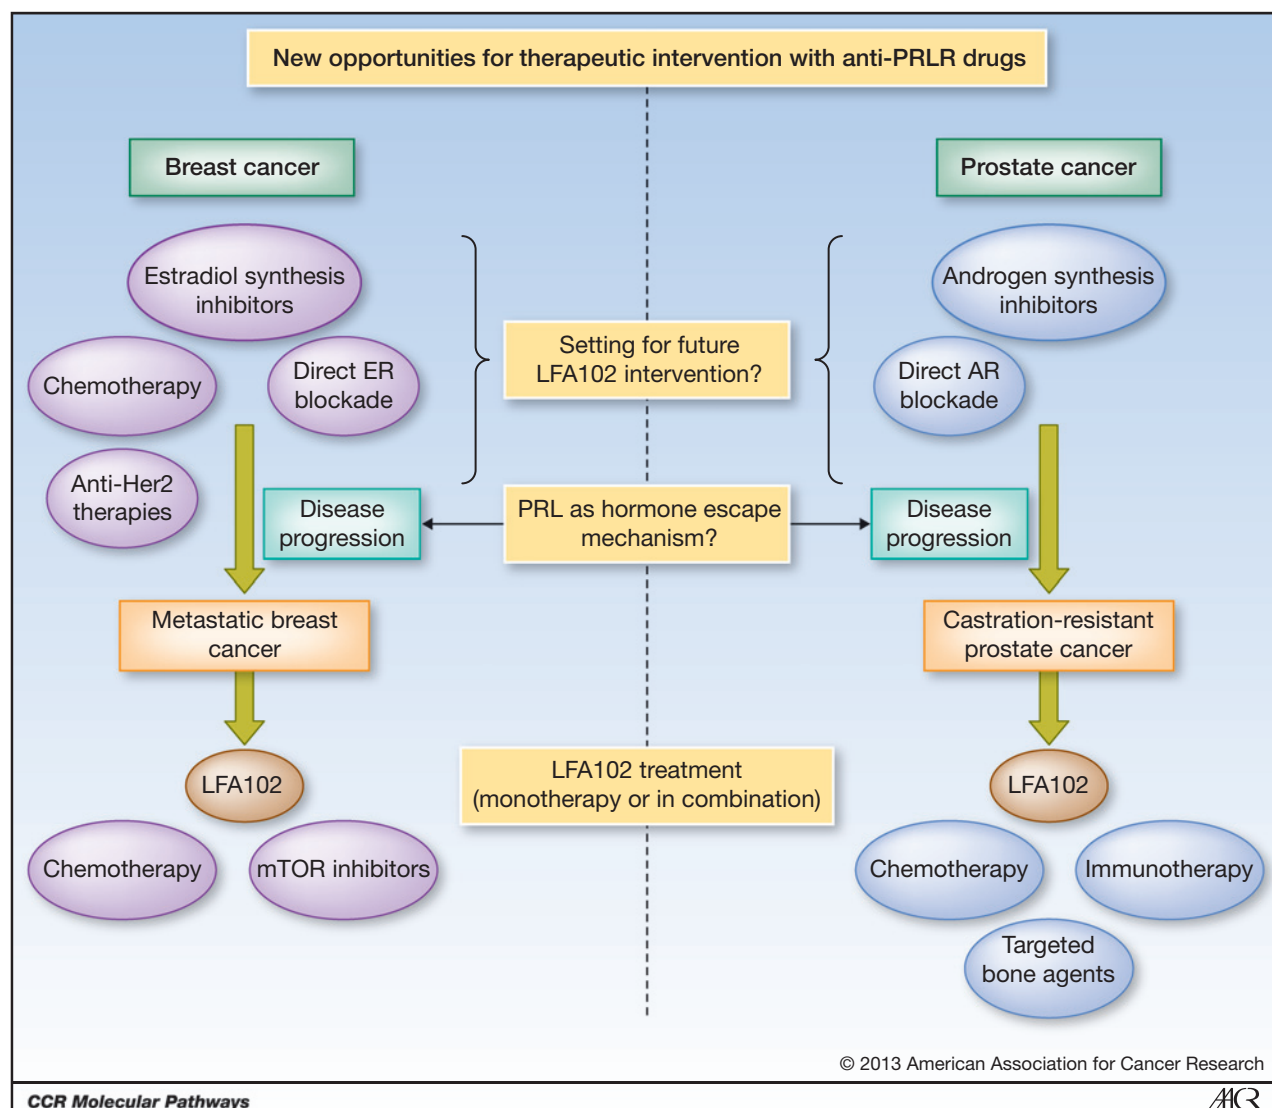 New opportunities for therapeutic intervention with anti-PRLR drugs
Breast cancer
Prostate cancer
Estradiol synthesis
inhibitors
Androgen synthesis
inhibitors
Chemotherapy
Direct ER
blockade
Setting for future
LFA102 intervention?
Direct AR
blockade
Anti-Her2
therapies
Disease
progression
PRL as hormone escape
mechanism?
Disease
progression
Metastatic breast
cancer
Castration-resistant
prostate cancer
LFA102
LFA102 treatment
(monotherapy or in combination)
LFA102
Chemotherapy
mTOR inhibitors
Chemotherapy
Immunotherapy
Targeted
bone agents
© 2013 American Association for Cancer Research
CCR Molecular Pathways
AACR